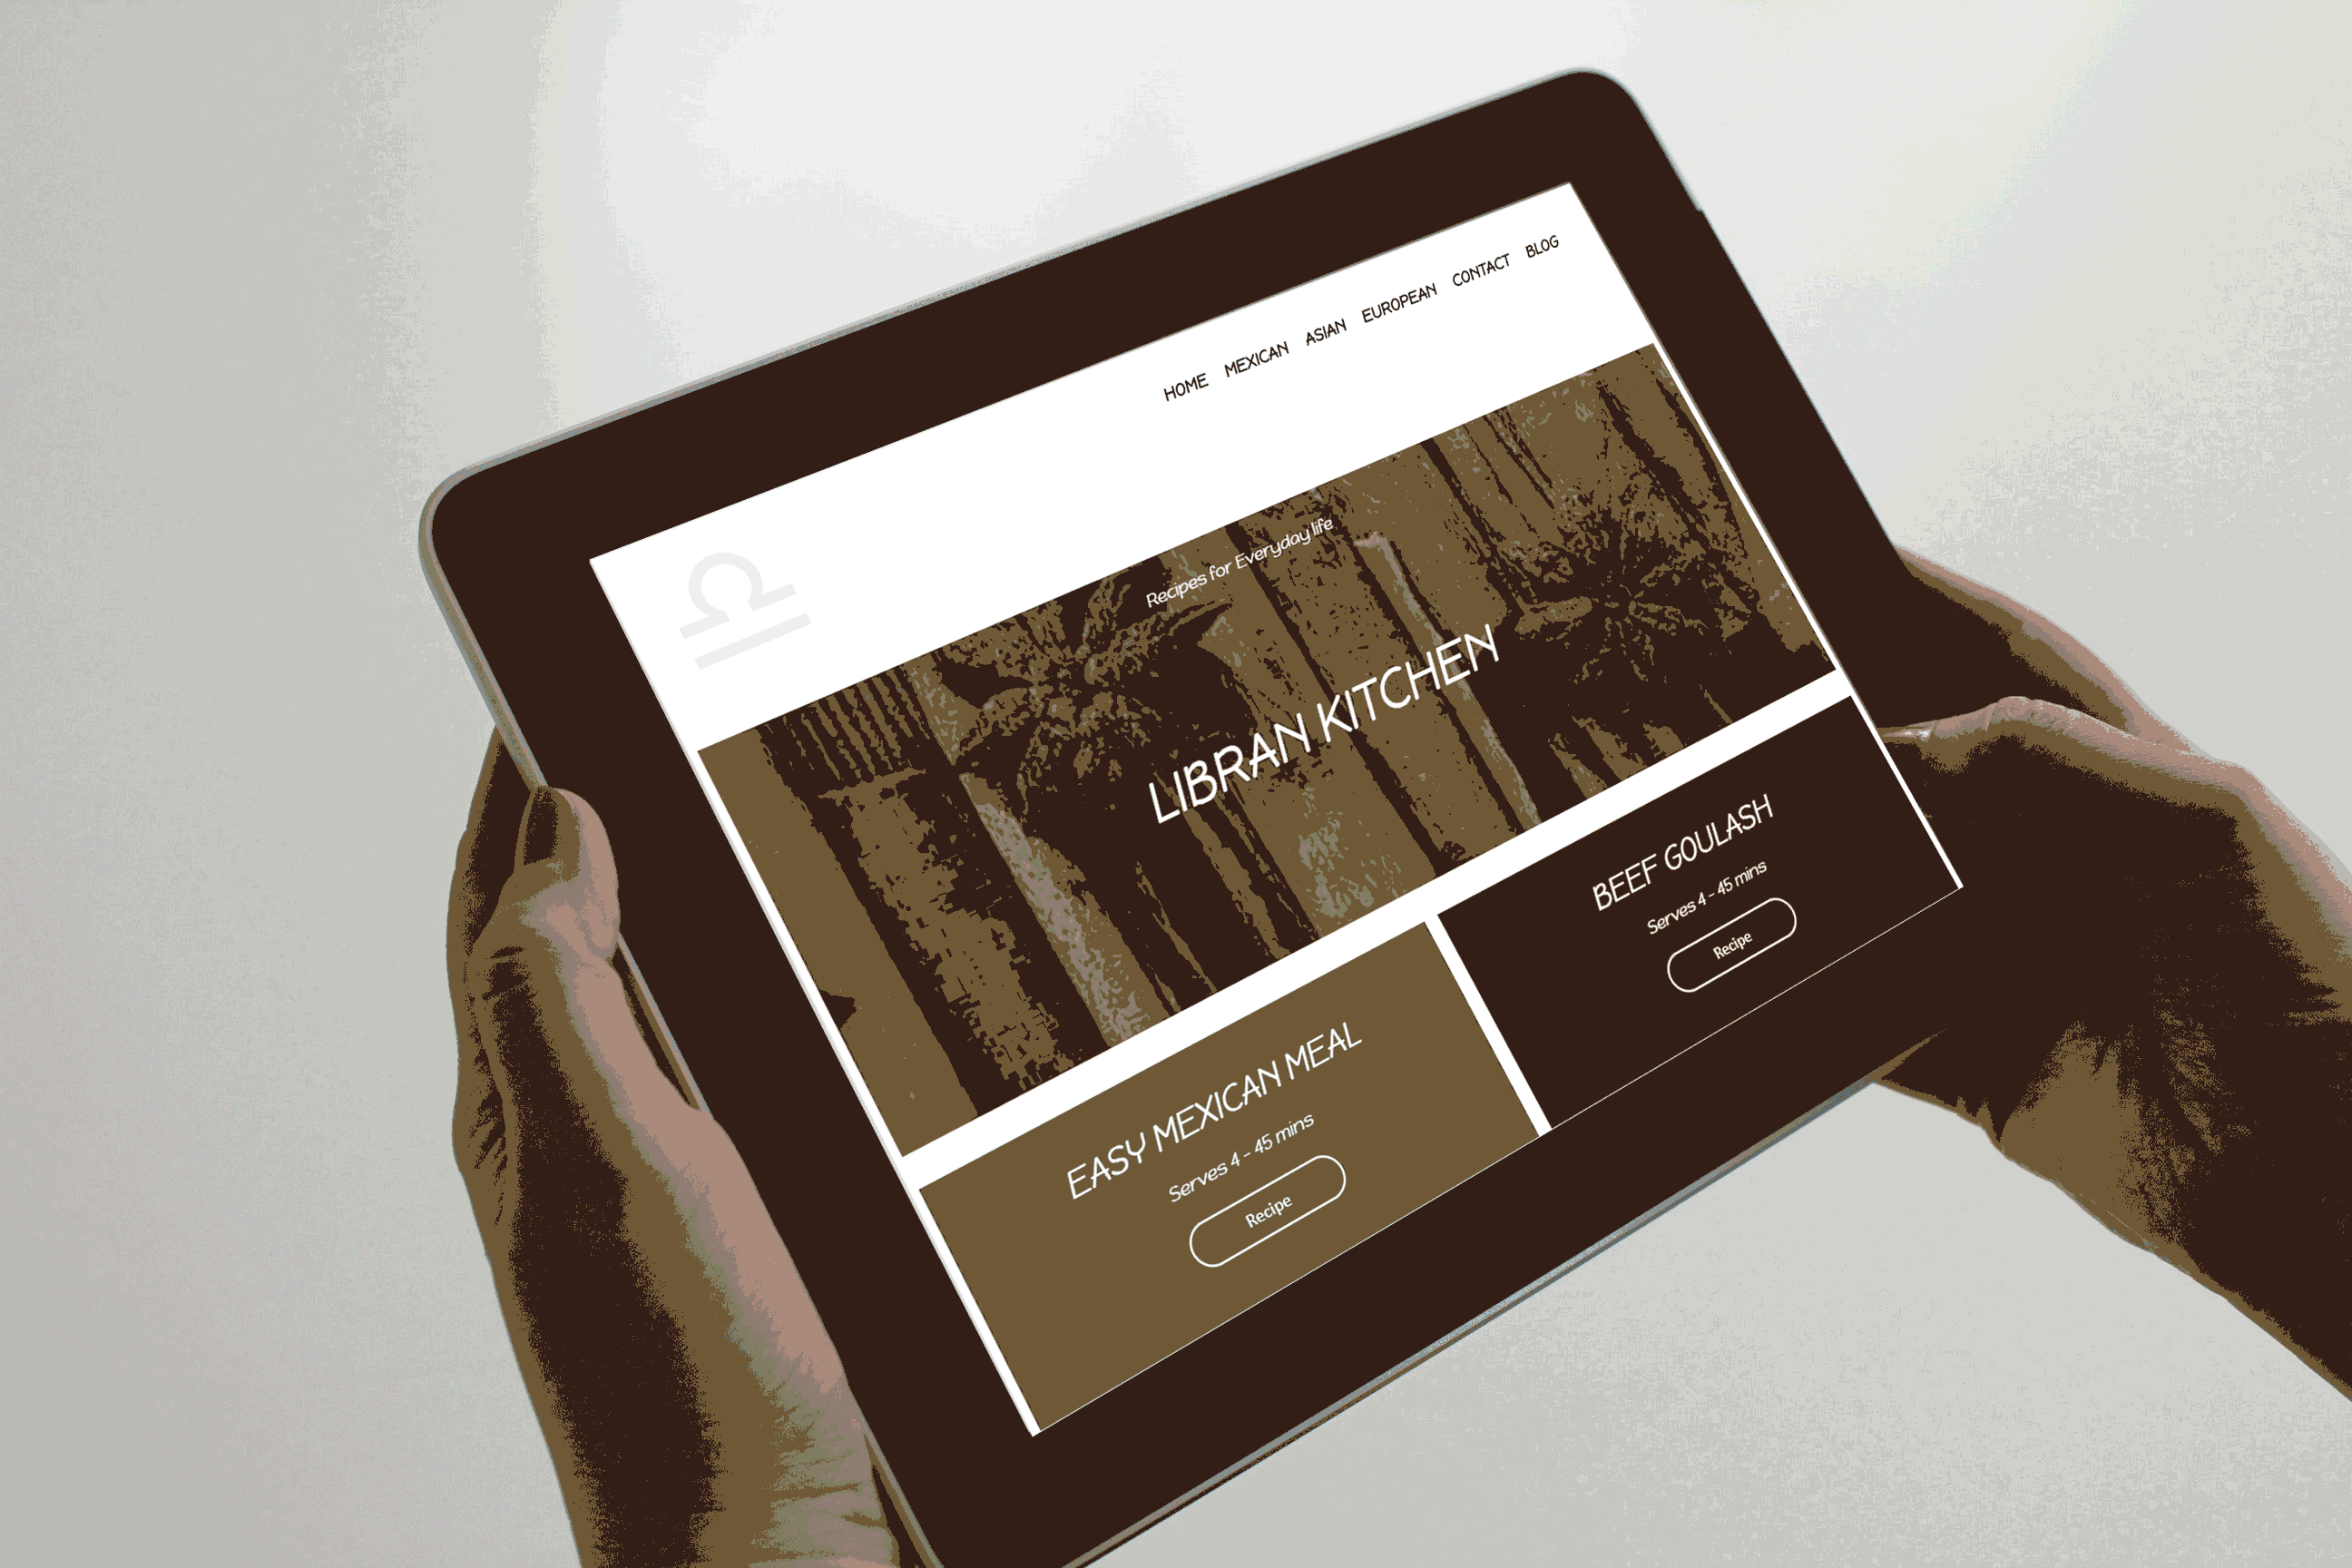 HOME MEXICAN ASIAN EUROPEAN CONTACT BLOG
Recipes for Everyday life
LIBRAN KITCHEN
EASY MEXICAN MEAL
Serves 4 - 45 mins
Recipe
BEEF GOULASH
Serves 4 - 45 mins
Recipe